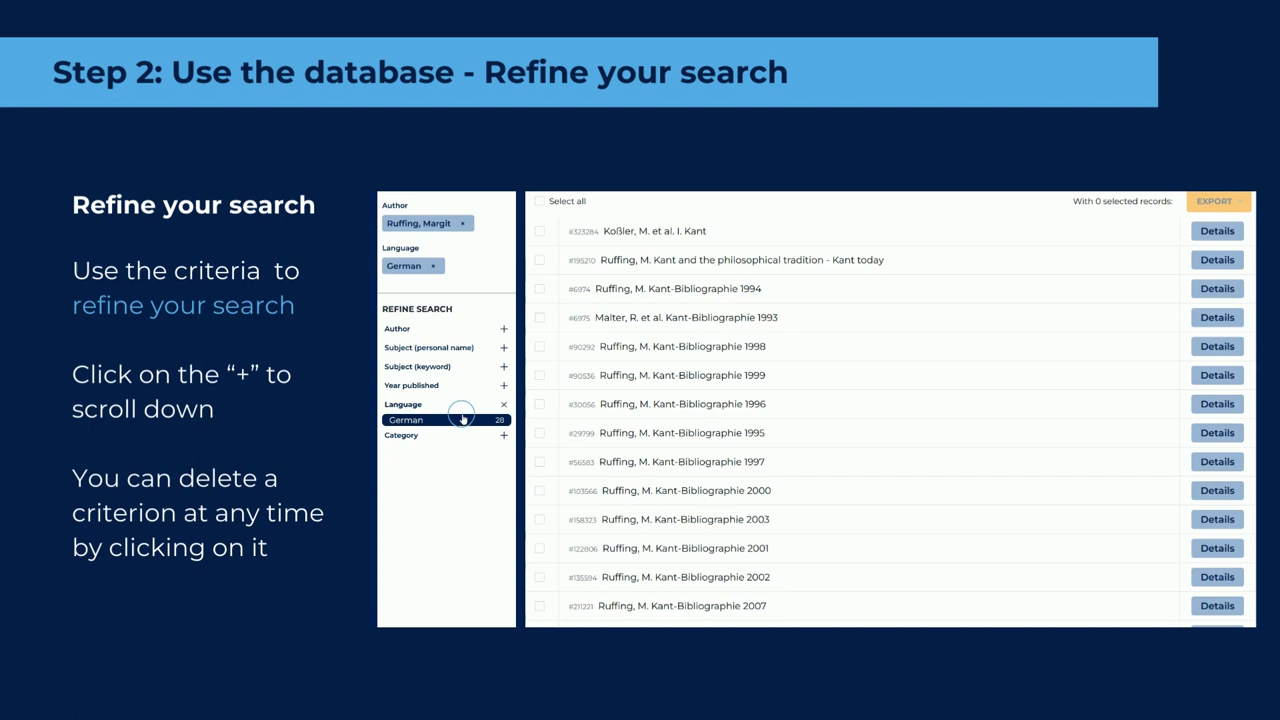 Step 2: Use the database - Refine your search
Refine your search
Use the criteria  to
refine your search
Click on the “+” to
scroll down
You can delete a
criterion at any time
by clicking on it
Author
Ruffing, Margit ×
Language
German ×
REFINE SEARCH
Author +
Subject (personal name) +
Subject (keyword) +
Year published +
Language ×
German 28
Category +
Select all With 0 selected records: EXPORT
#323284 Koßler, M. et al. I. Kant Details
#195210 Ruffing, M. Kant and the philosophical tradition - Kant today Details
#6974 Ruffing, M. Kant-Bibliographie 1994 Details
#6975 Malter, R. et al. Kant-Bibliographie 1993 Details
#90292 Ruffing, M. Kant-Bibliographie 1998 Details
#90536 Ruffing, M. Kant-Bibliographie 1999 Details
#30056 Ruffing, M. Kant-Bibliographie 1996 Details
#29799 Ruffing, M. Kant-Bibliographie 1995 Details
#56583 Ruffing, M. Kant-Bibliographie 1997 Details
#103566 Ruffing, M. Kant-Bibliographie 2000 Details
#158323 Ruffing, M. Kant-Bibliographie 2003 Details
#122806 Ruffing, M. Kant-Bibliographie 2001 Details
#135594 Ruffing, M. Kant-Bibliographie 2002 Details
#211221 Ruffing, M. Kant-Bibliographie 2007 Details